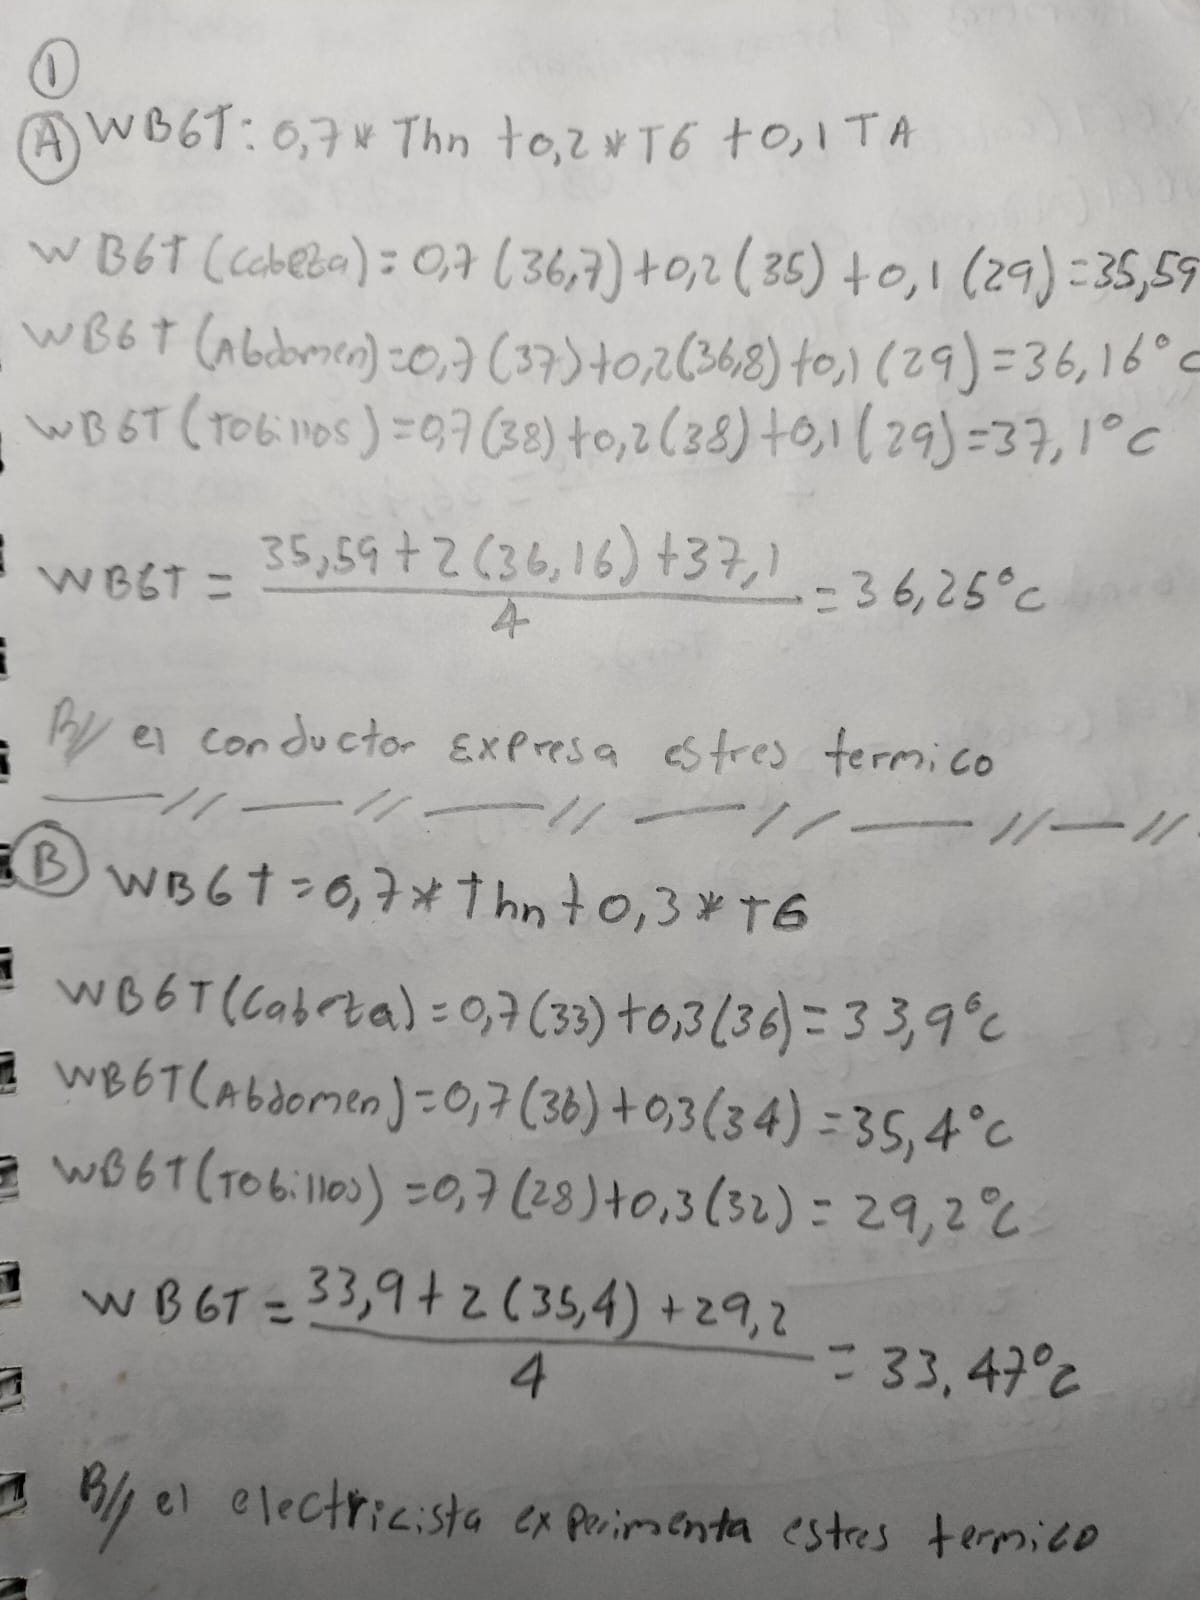 1
A WBGT: 0,7 * Thn + 0,2 * TG + 0,1 TA
WBGT (Cabeza) = 0,7 (36,7) + 0,2 (35) + 0,1 (29) = 35,59
WBGT (Abdomen) = 0,7 (37) + 0,2 (36,8) + 0,1 (29) = 36,16°C
WBGT (Tobillos) = 0,7 (38) + 0,2 (38) + 0,1 (29) = 37,1°C
WBGT = 35,59 + 2 (36,16) + 37,1 / 4 = 36,25°C
R// el conductor Expresa estres termico
B WBGT = 0,7 * Thn + 0,3 * TG
WBGT (Cabeza) = 0,7 (33) + 0,3 (36) = 33,9°C
WBGT (Abdomen) = 0,7 (36) + 0,3 (34) = 35,4°C
WBGT (Tobillos) = 0,7 (28) + 0,3 (32) = 29,2°C
WBGT = 33,9 + 2 (35,4) + 29,2 / 4 = 33,47°C
R// el electricista experimenta estres termico